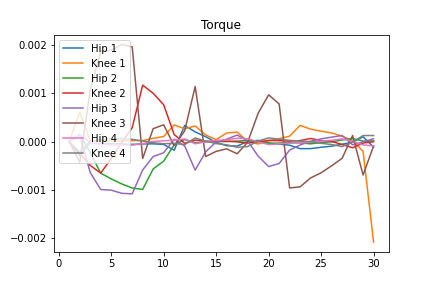 Torque
0.002
0.001
0.000
−0.001
−0.002
Hip 1
Knee 1
Hip 2
Knee 2
Hip 3
Knee 3
Hip 4
Knee 4
0 5 10 15 20 25 30